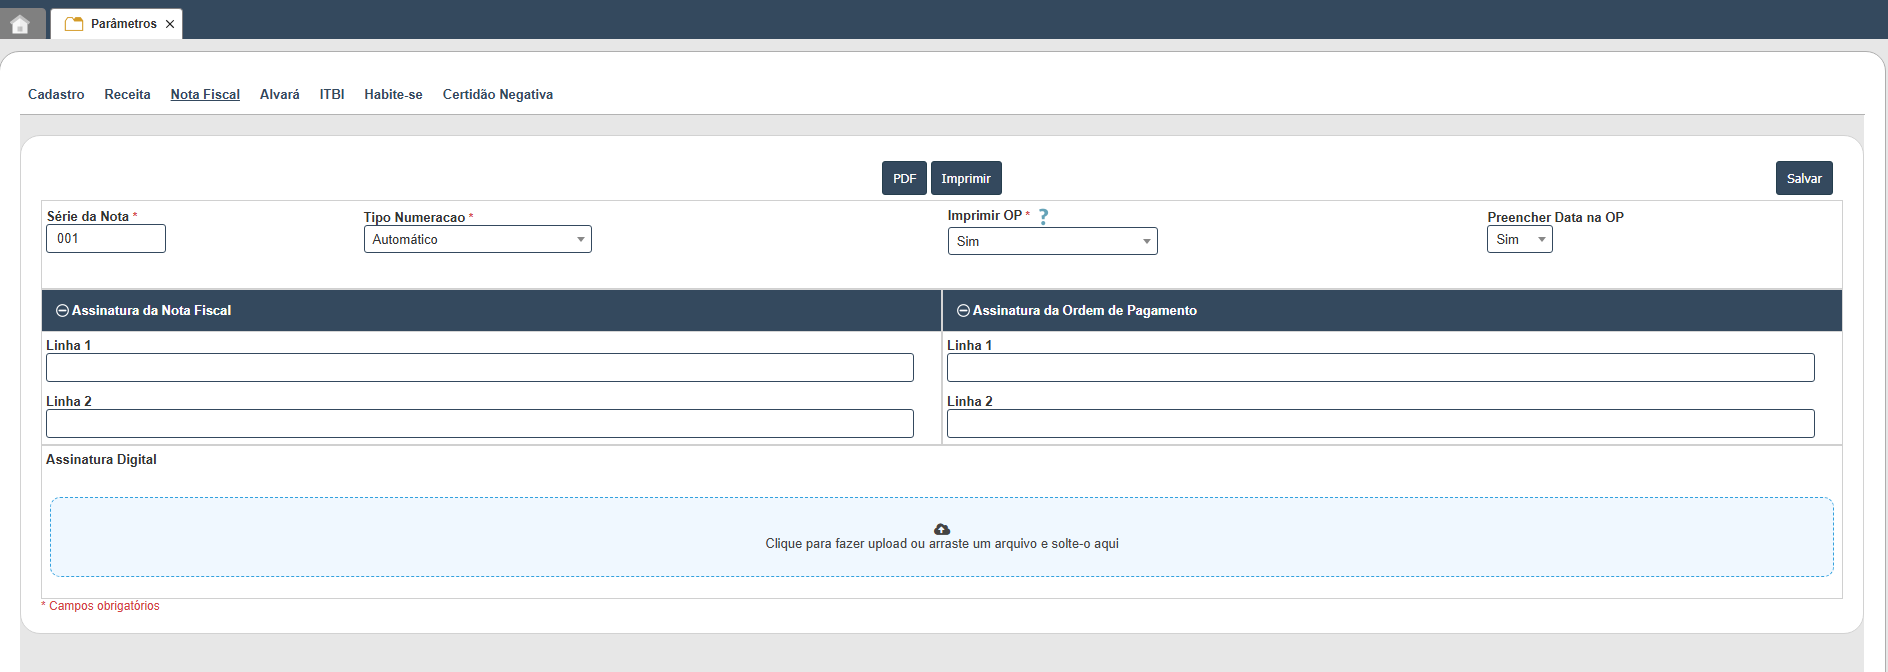 Parâmetros ×
Cadastro Receita Nota Fiscal Alvará ITBI Habite-se Certidão Negativa
PDF Imprimir Salvar
Série da Nota * Tipo Numeracao * Imprimir OP * ? Preencher Data na OP
001 Automático Sim Sim
Assinatura da Nota Fiscal Assinatura da Ordem de Pagamento
Linha 1 Linha 1
Linha 2 Linha 2
Assinatura Digital
Clique para fazer upload ou arraste um arquivo e solte-o aqui
* Campos obrigatórios